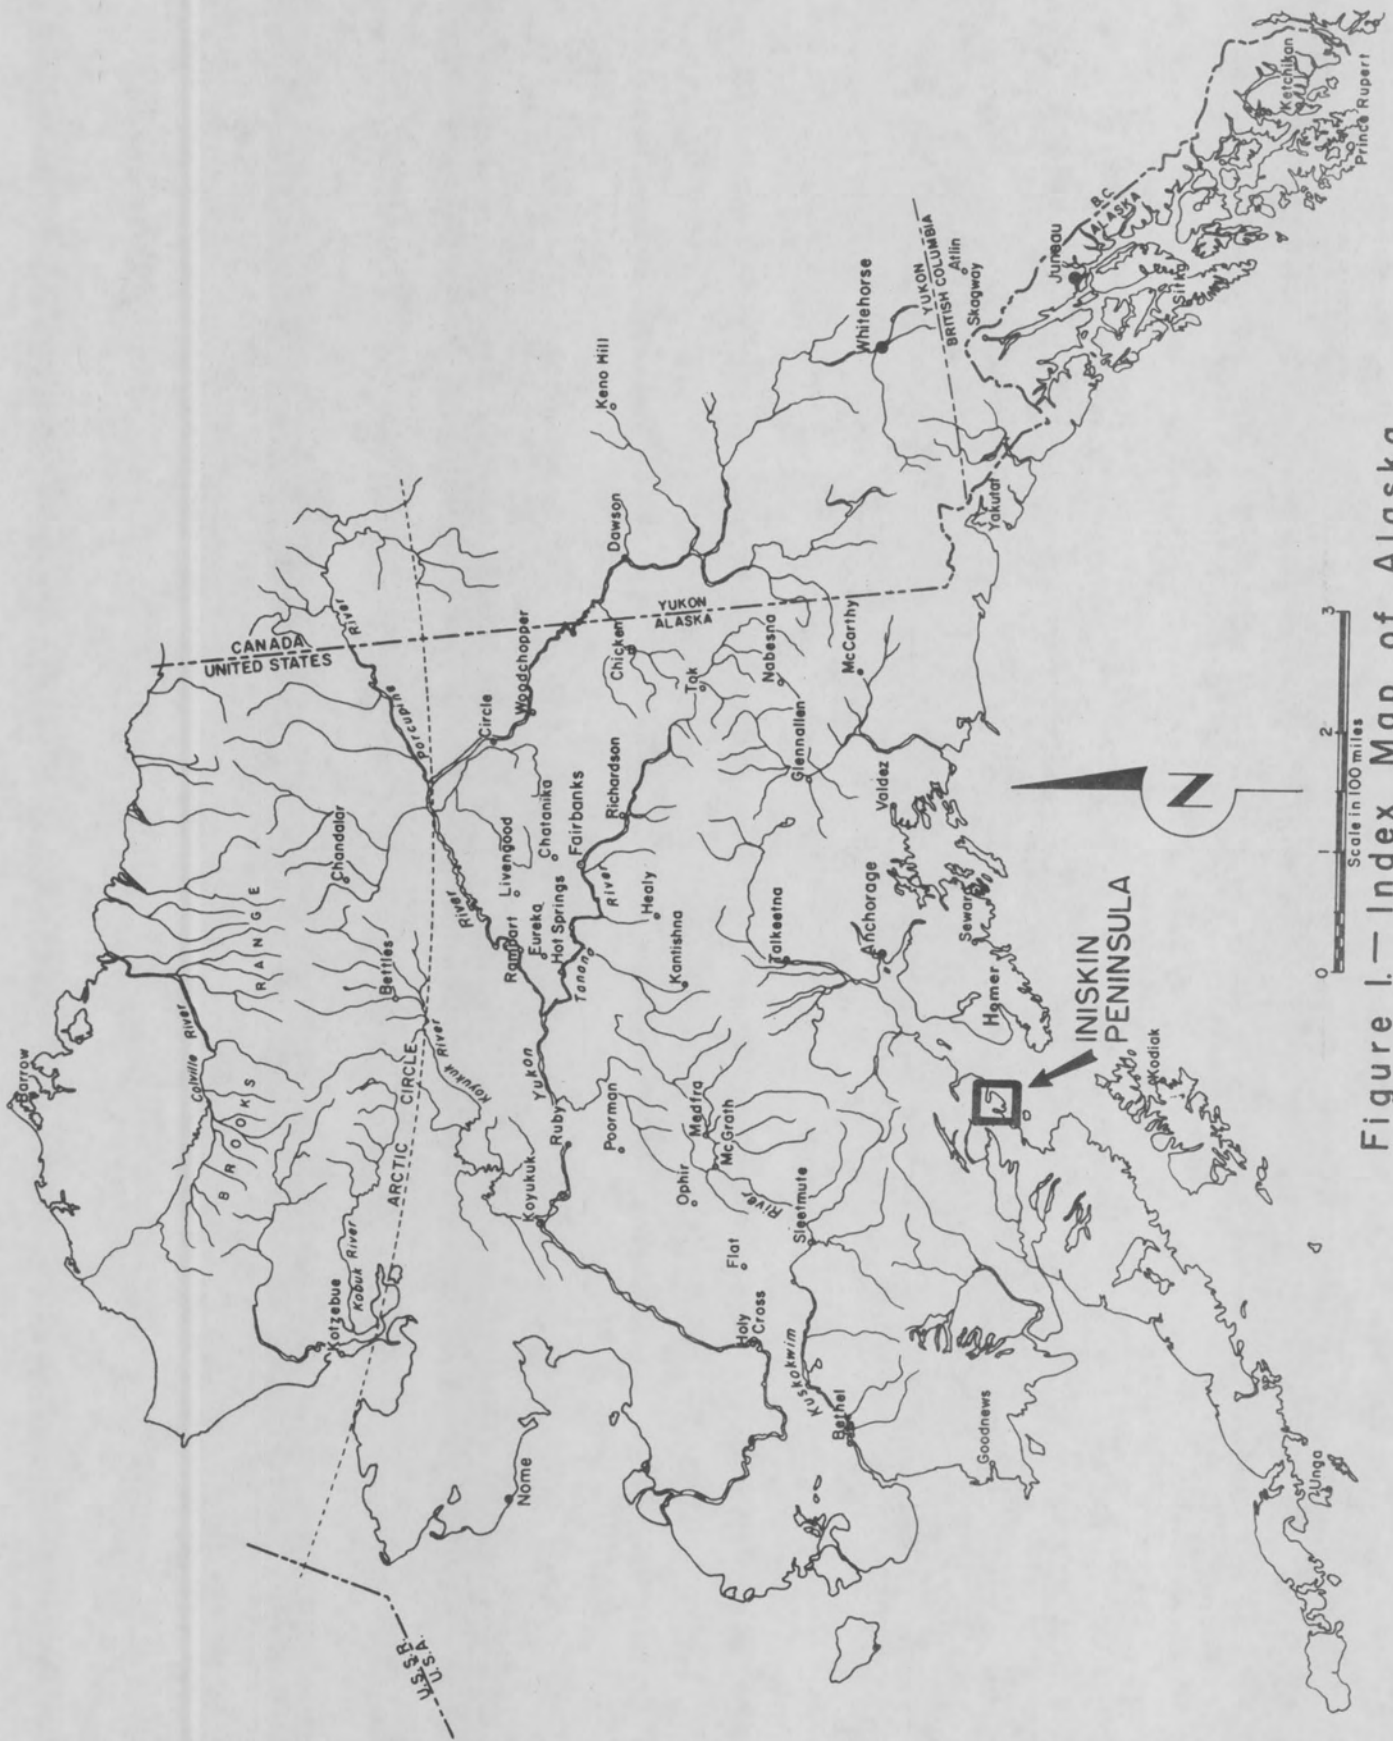 Barrow
Colville River
BROOKS
RANGE
Chandalar
Bettles
CANADA
UNITED STATES
Porcupine
River
Kotzebue
Kobuk River
ARCTIC
CIRCLE
Koyukuk River
River
Circle
Woodchopper
Livengood
Chatanika
Rampart
Eureka
Hot Springs
Fairbanks
Richardson
Tanana
River
Yukon
Ruby
Koyukuk
Nome
U.S.S.R.
U.S.A.
Dawson
Keno Hill
Chicken
YUKON
ALASKA
Tok
Nabesna
McCarthy
Healy
Kantishna
Poorman
Medfra
McGrath
Ophir
River
Flat
Sleetmute
Holy
Cross
Kuskokwim
Bethel
Goodnews
Talkeetna
Glennallen
Valdez
Anchorage
Seward
Homer
Whitehorse
YUKON
BRITISH COLUMBIA
Atlin
Skagway
Yakutat
Juneau
B.C.
ALASKA
Sitka
Ketchikan
Prince Rupert
INISKIN
PENINSULA
Kodiak
Unga
N
0 1 2 3
Scale in 100 miles
Figure 1.— Index Map of Alaska